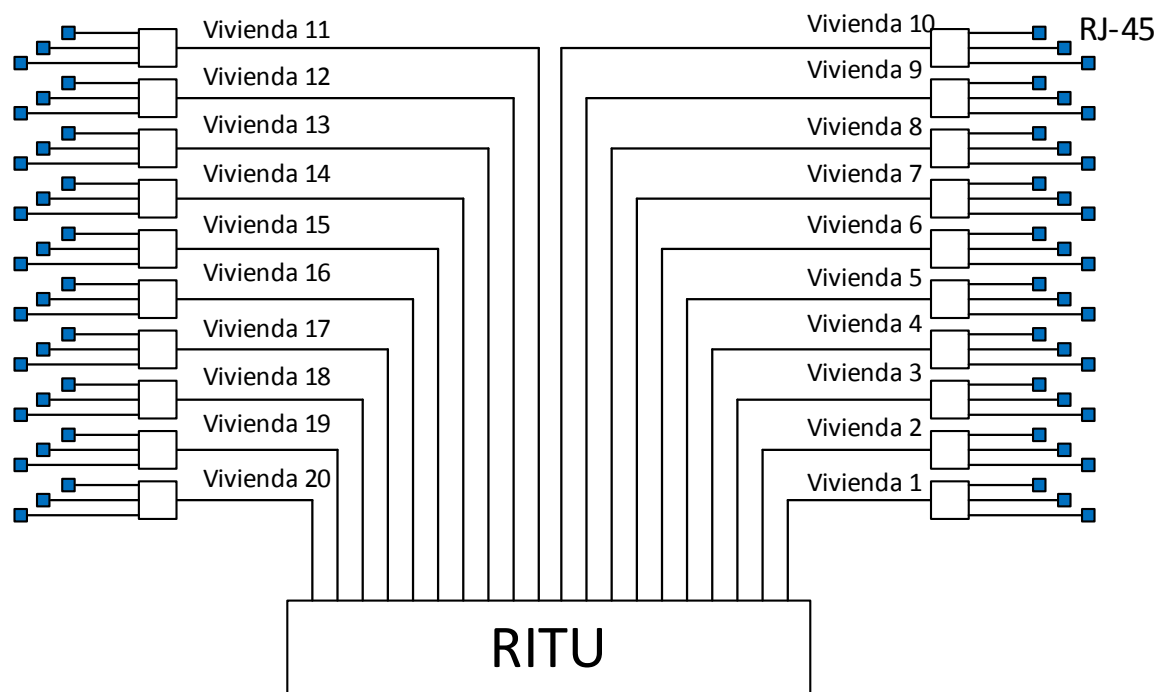 Vivienda 11
Vivienda 12
Vivienda 13
Vivienda 14
Vivienda 15
Vivienda 16
Vivienda 17
Vivienda 18
Vivienda 19
Vivienda 20
Vivienda 10
RJ-45
Vivienda 9
Vivienda 8
Vivienda 7
Vivienda 6
Vivienda 5
Vivienda 4
Vivienda 3
Vivienda 2
Vivienda 1
RITU